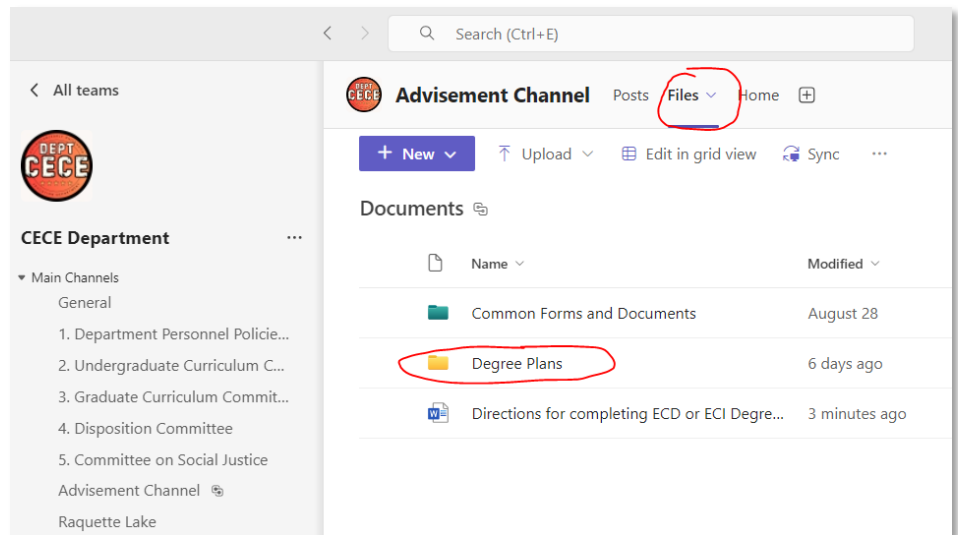 Search (Ctrl+E)
All teams
DEPT
CECE
Advisement Channel Posts Files Home
DEPT
CECE
New Upload Edit in grid view Sync ...
Documents
CECE Department ...
Name Modified
Main Channels
General
Common Forms and Documents August 28
1. Department Personnel Policie...
2. Undergraduate Curriculum C...
Degree Plans 6 days ago
3. Graduate Curriculum Commit...
Directions for completing ECD or ECI Degre... 3 minutes ago
4. Disposition Committee
5. Committee on Social Justice
Advisement Channel
Raquette Lake